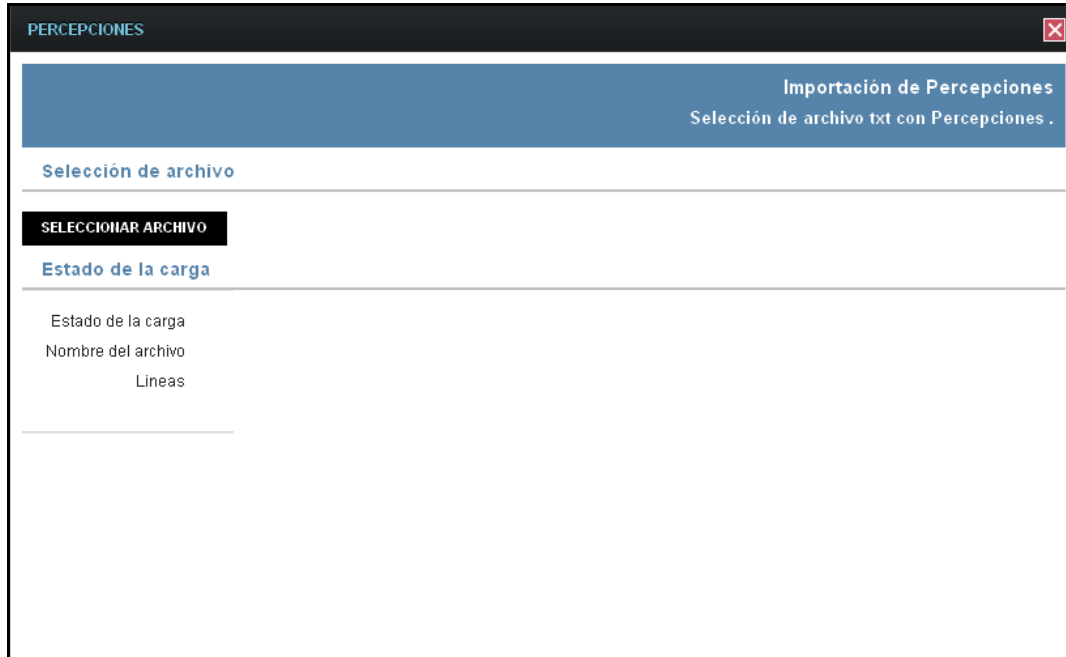 PERCEPCIONES
Importación de Percepciones
Selección de archivo txt con Percepciones .
Selección de archivo
SELECCIONAR ARCHIVO
Estado de la carga
Estado de la carga
Nombre del archivo
Lineas